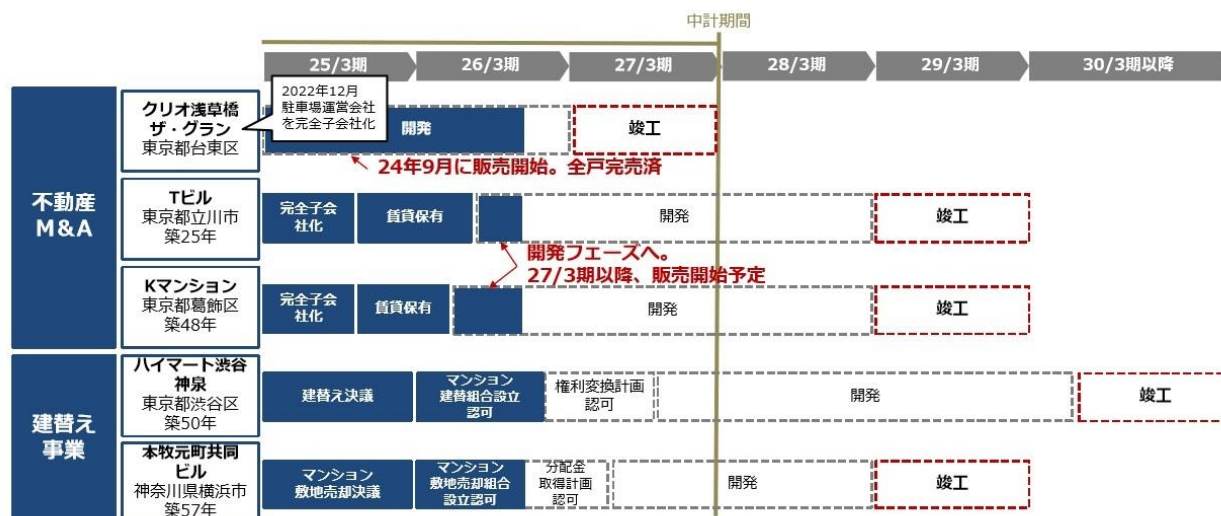 中計期間
25/3期
26/3期
27/3期
28/3期
29/3期
30/3期以降
不動産
M&A
クリオ浅草橋
ザ・グラン
東京都台東区
2022年12月
駐車場運営会社
を完全子会社化
開発
竣工
24年9月に販売開始。全戸完売済
Tビル
東京都立川市
築25年
完全子会
社化
賃貸保有
開発
竣工
開発フェーズへ。
27/3期以降、販売開始予定
Kマンション
東京都葛飾区
築48年
完全子会
社化
賃貸保有
開発
竣工
建替え
事業
ハイマート渋谷
神泉
東京都渋谷区
築50年
建替え決議
マンション
建替組合設立
認可
権利変換計画
認可
開発
竣工
本牧元町共同
ビル
神奈川県横浜市
築57年
マンション
敷地売却決議
マンション
敷地売却組合
設立認可
分配金
取得計画
認可
開発
竣工